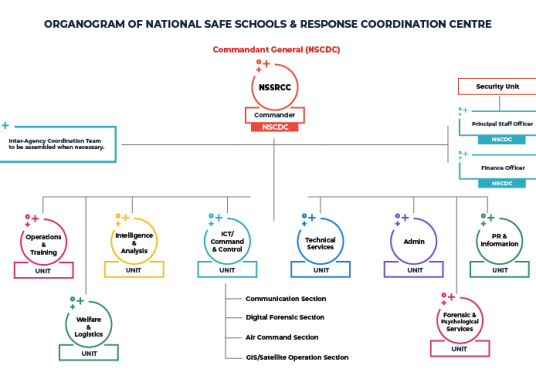 ORGANOGRAM OF NATIONAL SAFE SCHOOLS & RESPONSE COORDINATION CENTRE
Commandant General (NSCDC)
NSSRCC
Commander
NSCDC
Security Unit
Principal Staff Officer
NSCDC
Finance Officer
NSCDC
Inter-Agency Coordination Team
to be assembled when necessary.
Operations
&
Training
UNIT
Intelligence
&
Analysis
UNIT
ICT/
Command
& Control
UNIT
Technical
Services
UNIT
Admin
UNIT
PR &
Information
UNIT
Welfare
&
Logistics
UNIT
Communication Section
Digital Forensic Section
Air Command Section
GIS/Satellite Operation Section
Forensic &
Psychological
Services
UNIT